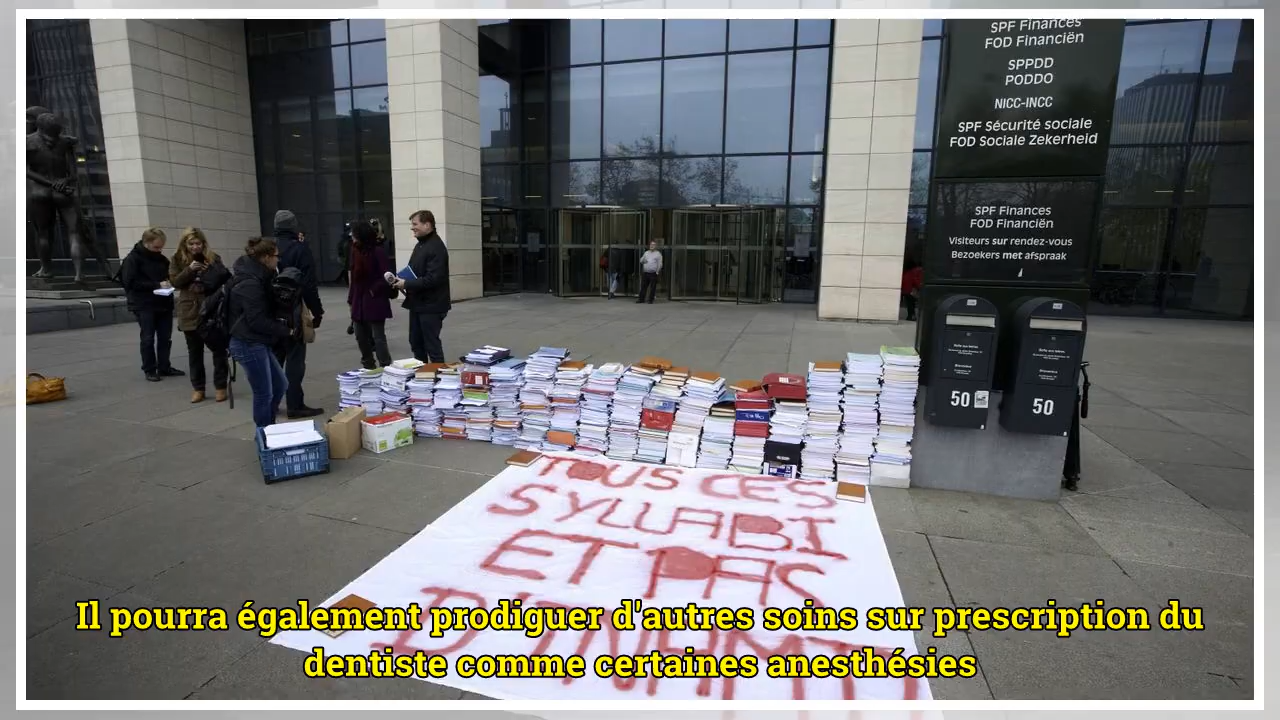 SPF Finances
FOD Financiën
SPPDD
PODDO
NICC-INCC
SPF Sécurité sociale
FOD Sociale Zekerheid
SPF Finances
FOD Financiën
Visiteurs sur rendez-vous
Bezoekers met afspraak
50
50
TOUS CES
SYLLABI
ET PAS
D'INAMI
Il pourra également prodiguer d'autres soins sur prescription du
dentiste comme certaines anesthésies